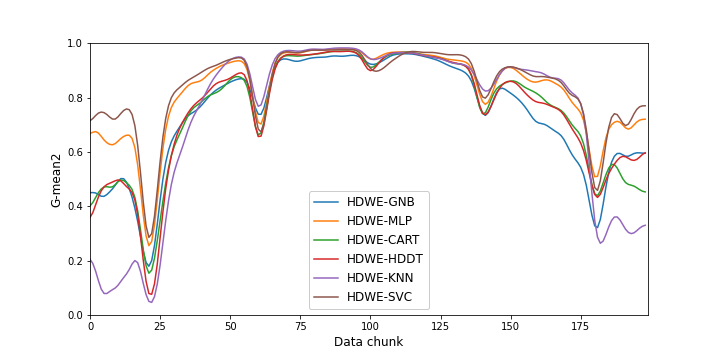 1.0
0.8
0.6
0.4
0.2
0.0
G-mean2
HDWE-GNB
HDWE-MLP
HDWE-CART
HDWE-HDDT
HDWE-KNN
HDWE-SVC
0 25 50 75 100 125 150 175
Data chunk